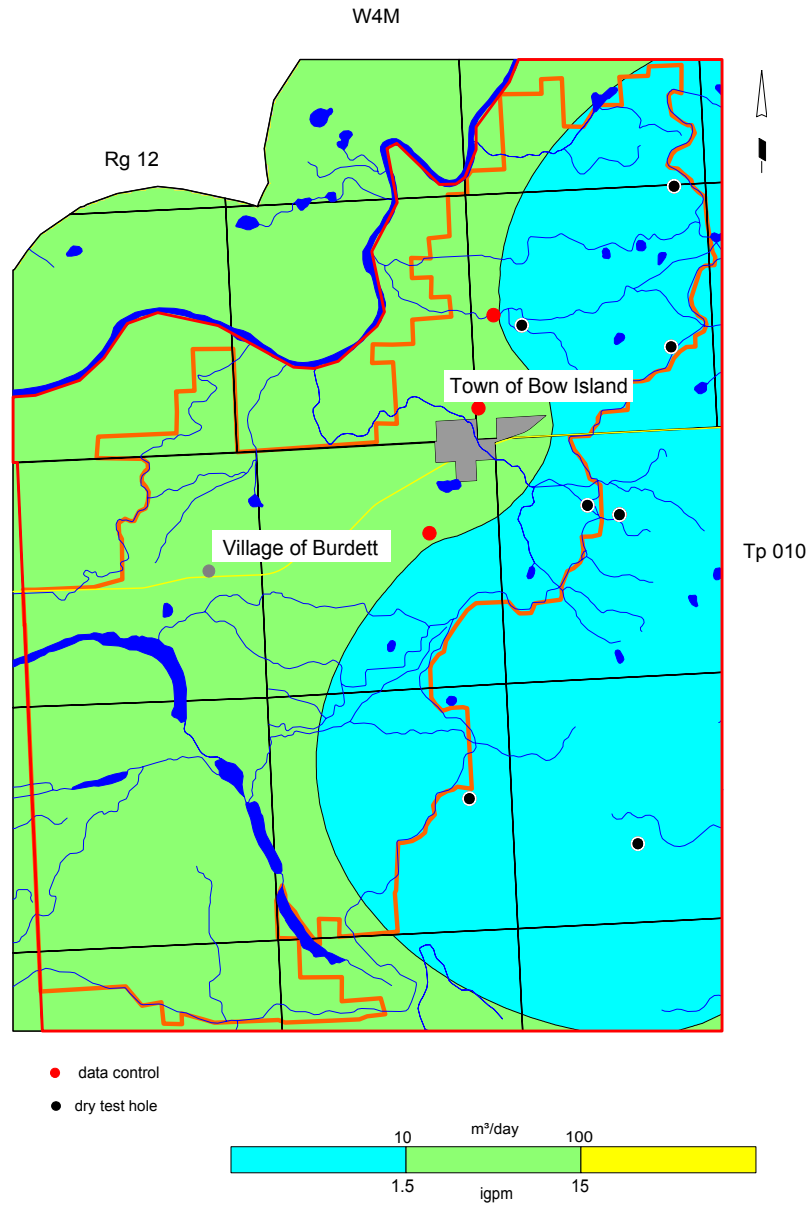 W4M
Rg 12
Town of Bow Island
Village of Burdett
Tp 010
data control
dry test hole
m³/day
10 100
1.5 15
igpm